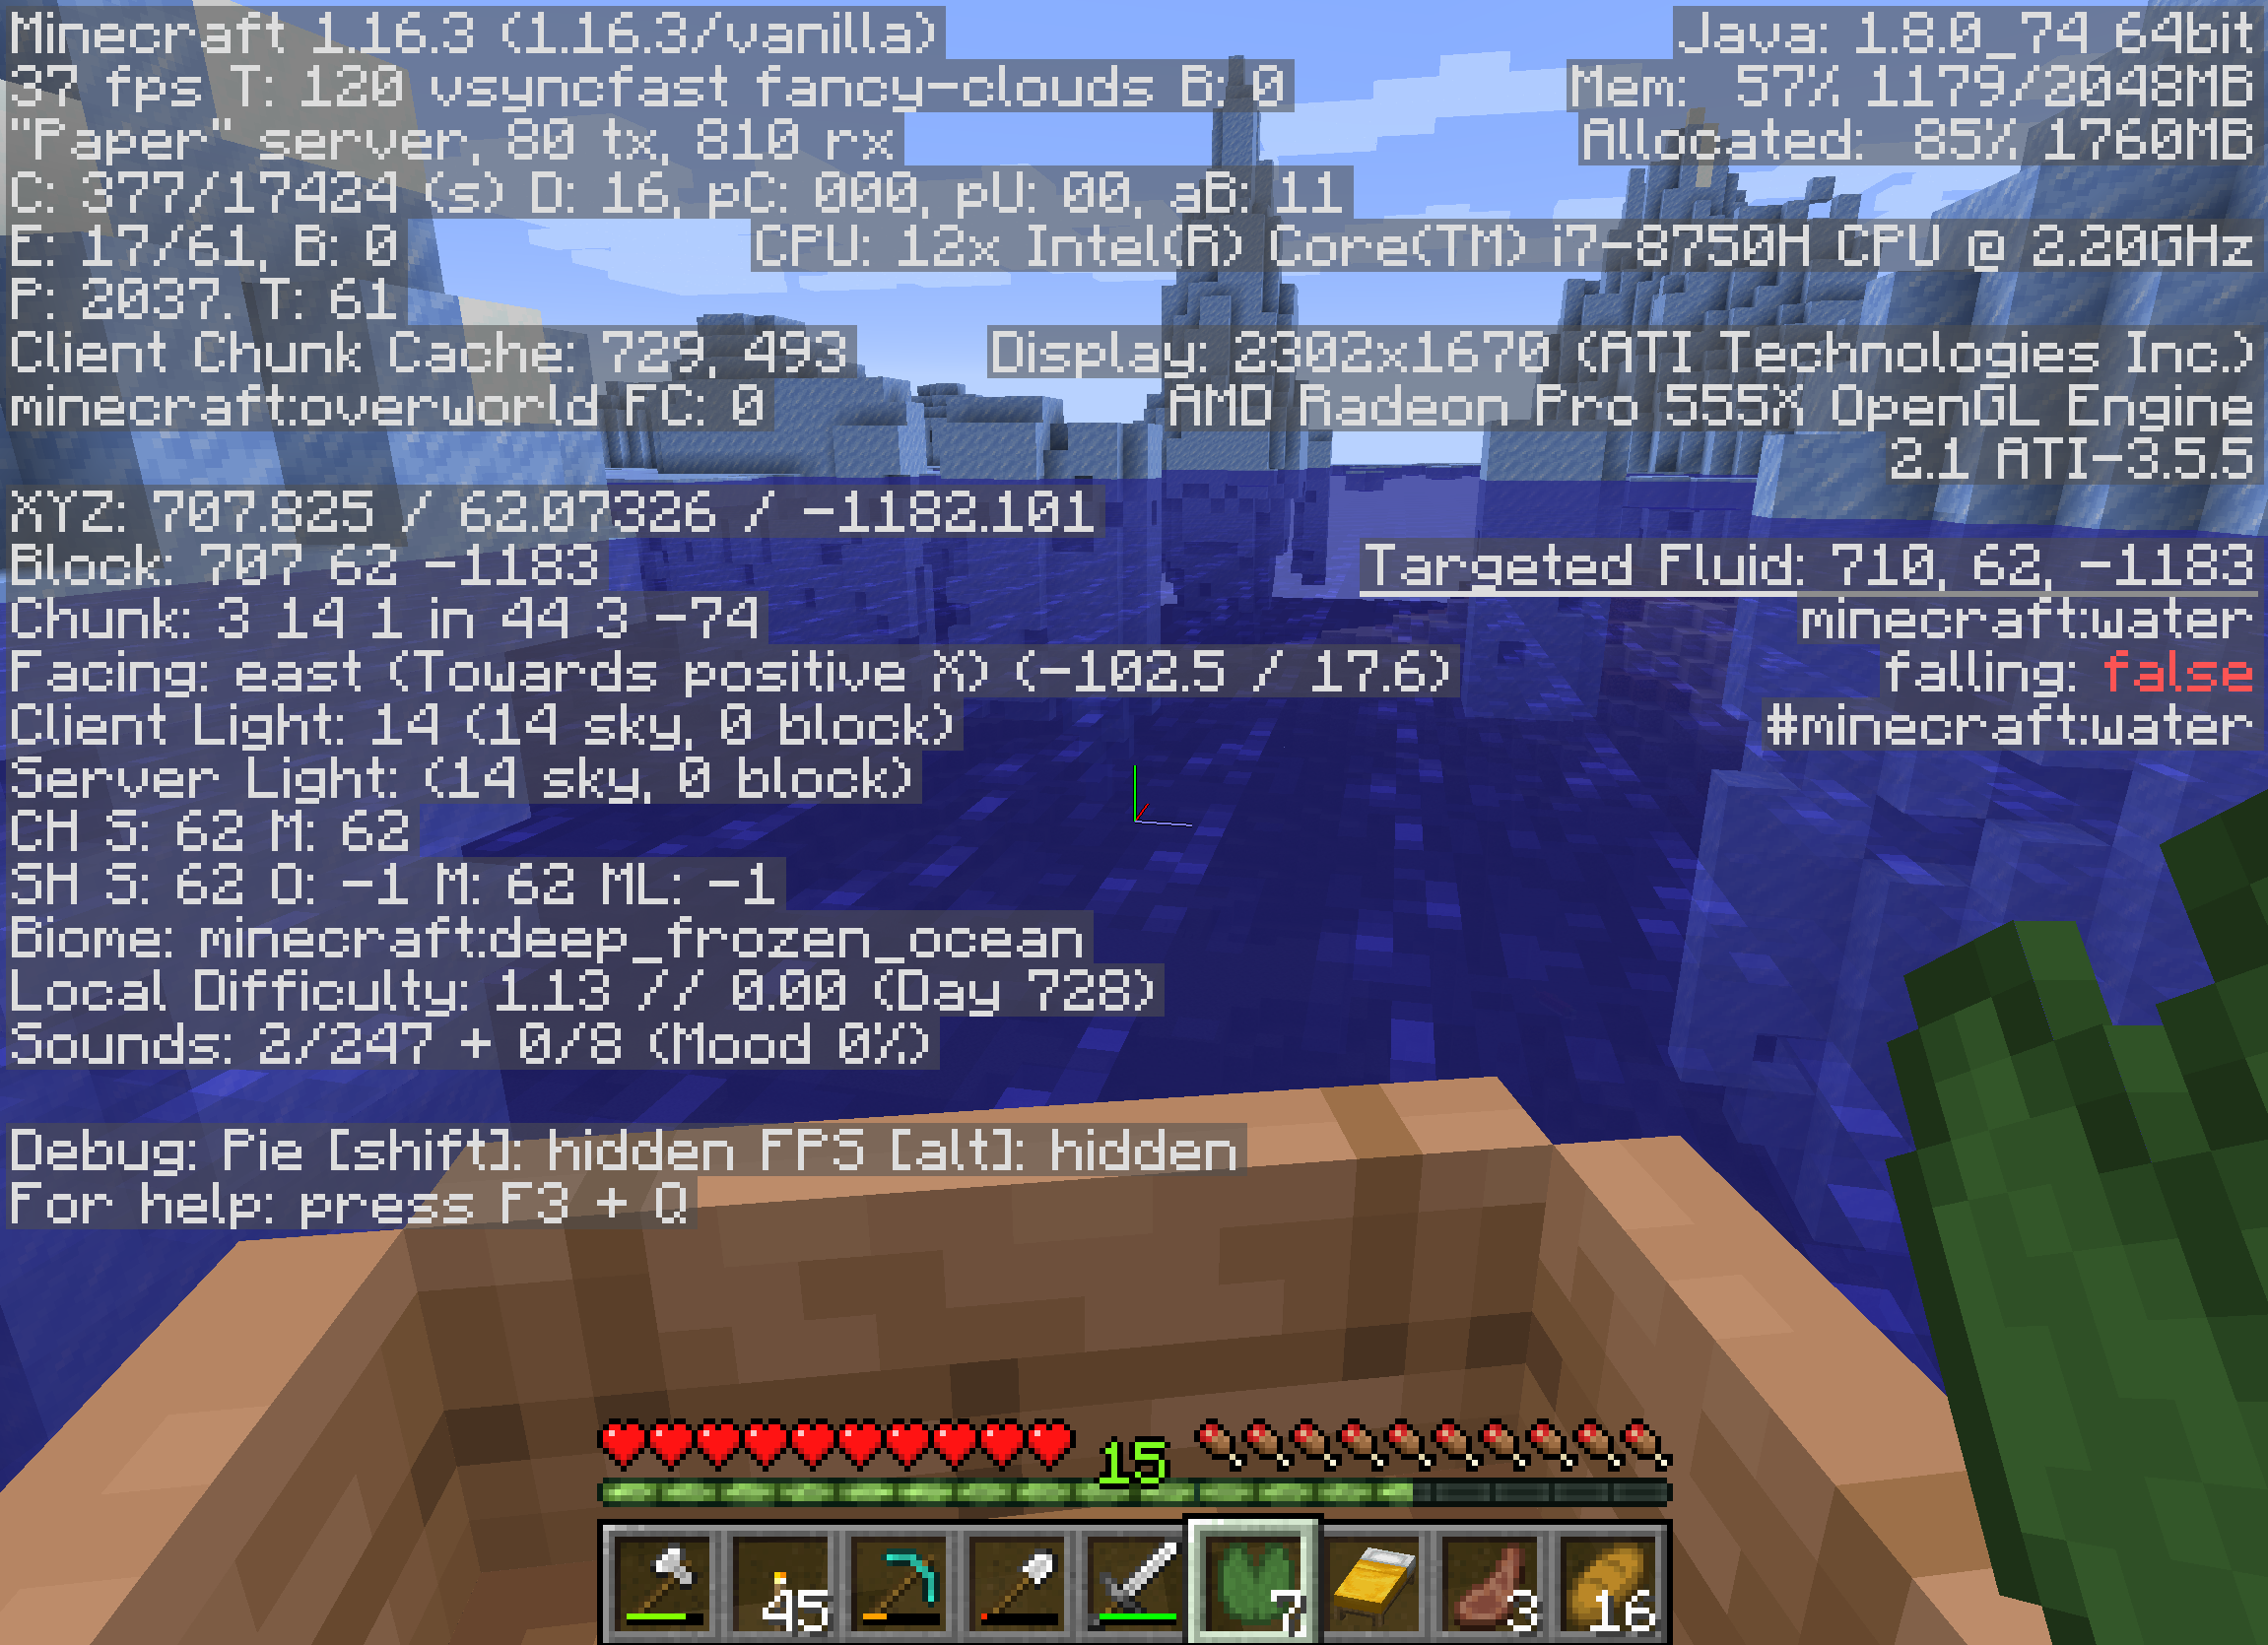 Minecraft 1.16.3 (1.16.3/vanilla)
37 fps T: 120 vsyncfast fancy-clouds B: 0
"Paper" server, 80 tx, 810 rx
C: 377/17424 (s) D: 16, pC: 000, pU: 00, aB: 11
E: 17/61, B: 0
P: 2037. T: 61
Client Chunk Cache: 729, 493
minecraft:overworld FC: 0
XYZ: 707.825 / 62.07326 / -1182.101
Block: 707 62 -1183
Chunk: 3 14 1 in 44 3 -74
Facing: east (Towards positive X) (-102.5 / 17.6)
Client Light: 14 (14 sky, 0 block)
Server Light: (14 sky, 0 block)
CH S: 62 M: 62
SH S: 62 O: -1 M: 62 ML: -1
Biome: minecraft:deep_frozen_ocean
Local Difficulty: 1.13 // 0.00 (Day 728)
Sounds: 2/247 + 0/8 (Mood 0%)
Debug: Pie [shift]: hidden FPS [alt]: hidden
For help: press F3 + Q
Java: 1.8.0_74 64bit
Mem: 57% 1179/2048MB
Allocated: 85% 1760MB
CPU: 12x Intel(R) Core(TM) i7-8750H CPU @ 2.20GHz
Display: 2302x1670 (ATI Technologies Inc.)
AMD Radeon Pro 555X OpenGL Engine
2.1 ATI-3.5.5
Targeted Fluid: 710, 62, -1183
minecraft:water
falling: false
#minecraft:water
15
45 7 3 16